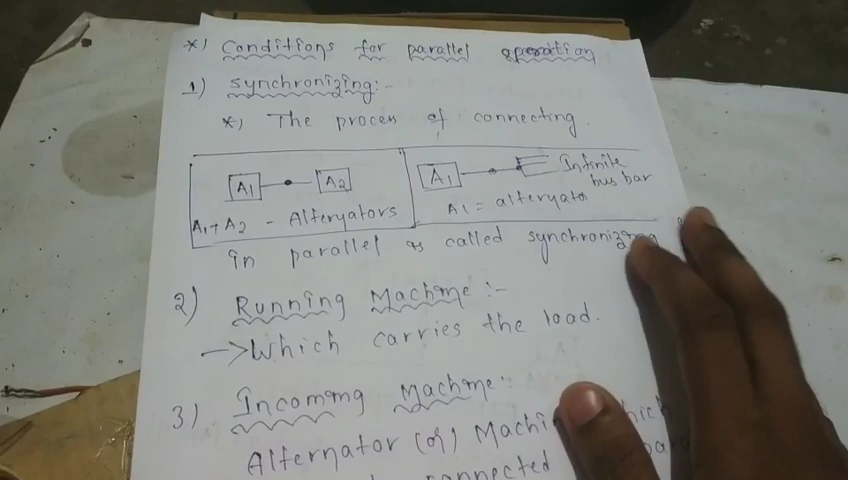 *) Conditions for parallel operation
1) Synchronizing:-
*) The process of connecting
A1 A2
A1 Infinite bus bar
A1, A2 - Alternators
A1 = alternator
in parallel is called synchronizing
2) Running Machine :-
→ Which carries the load.
3) Incoming Machine:-
Alternator (or) Machine which
connected